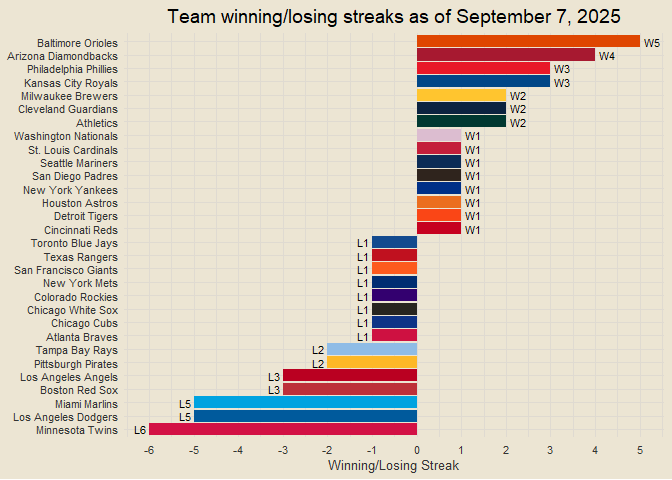 Team winning/losing streaks as of September 7, 2025
Baltimore Orioles W5
Arizona Diamondbacks W4
Philadelphia Phillies W3
Kansas City Royals W3
Milwaukee Brewers W2
Cleveland Guardians W2
Athletics W2
Washington Nationals W1
St. Louis Cardinals W1
Seattle Mariners W1
San Diego Padres W1
New York Yankees W1
Houston Astros W1
Detroit Tigers W1
Cincinnati Reds W1
Toronto Blue Jays L1
Texas Rangers L1
San Francisco Giants L1
New York Mets L1
Colorado Rockies L1
Chicago White Sox L1
Chicago Cubs L1
Atlanta Braves L1
Tampa Bay Rays L2
Pittsburgh Pirates L2
Los Angeles Angels L3
Boston Red Sox L3
Miami Marlins L5
Los Angeles Dodgers L5
Minnesota Twins L6
-6 -5 -4 -3 -2 -1 0 1 2 3 4 5
Winning/Losing Streak